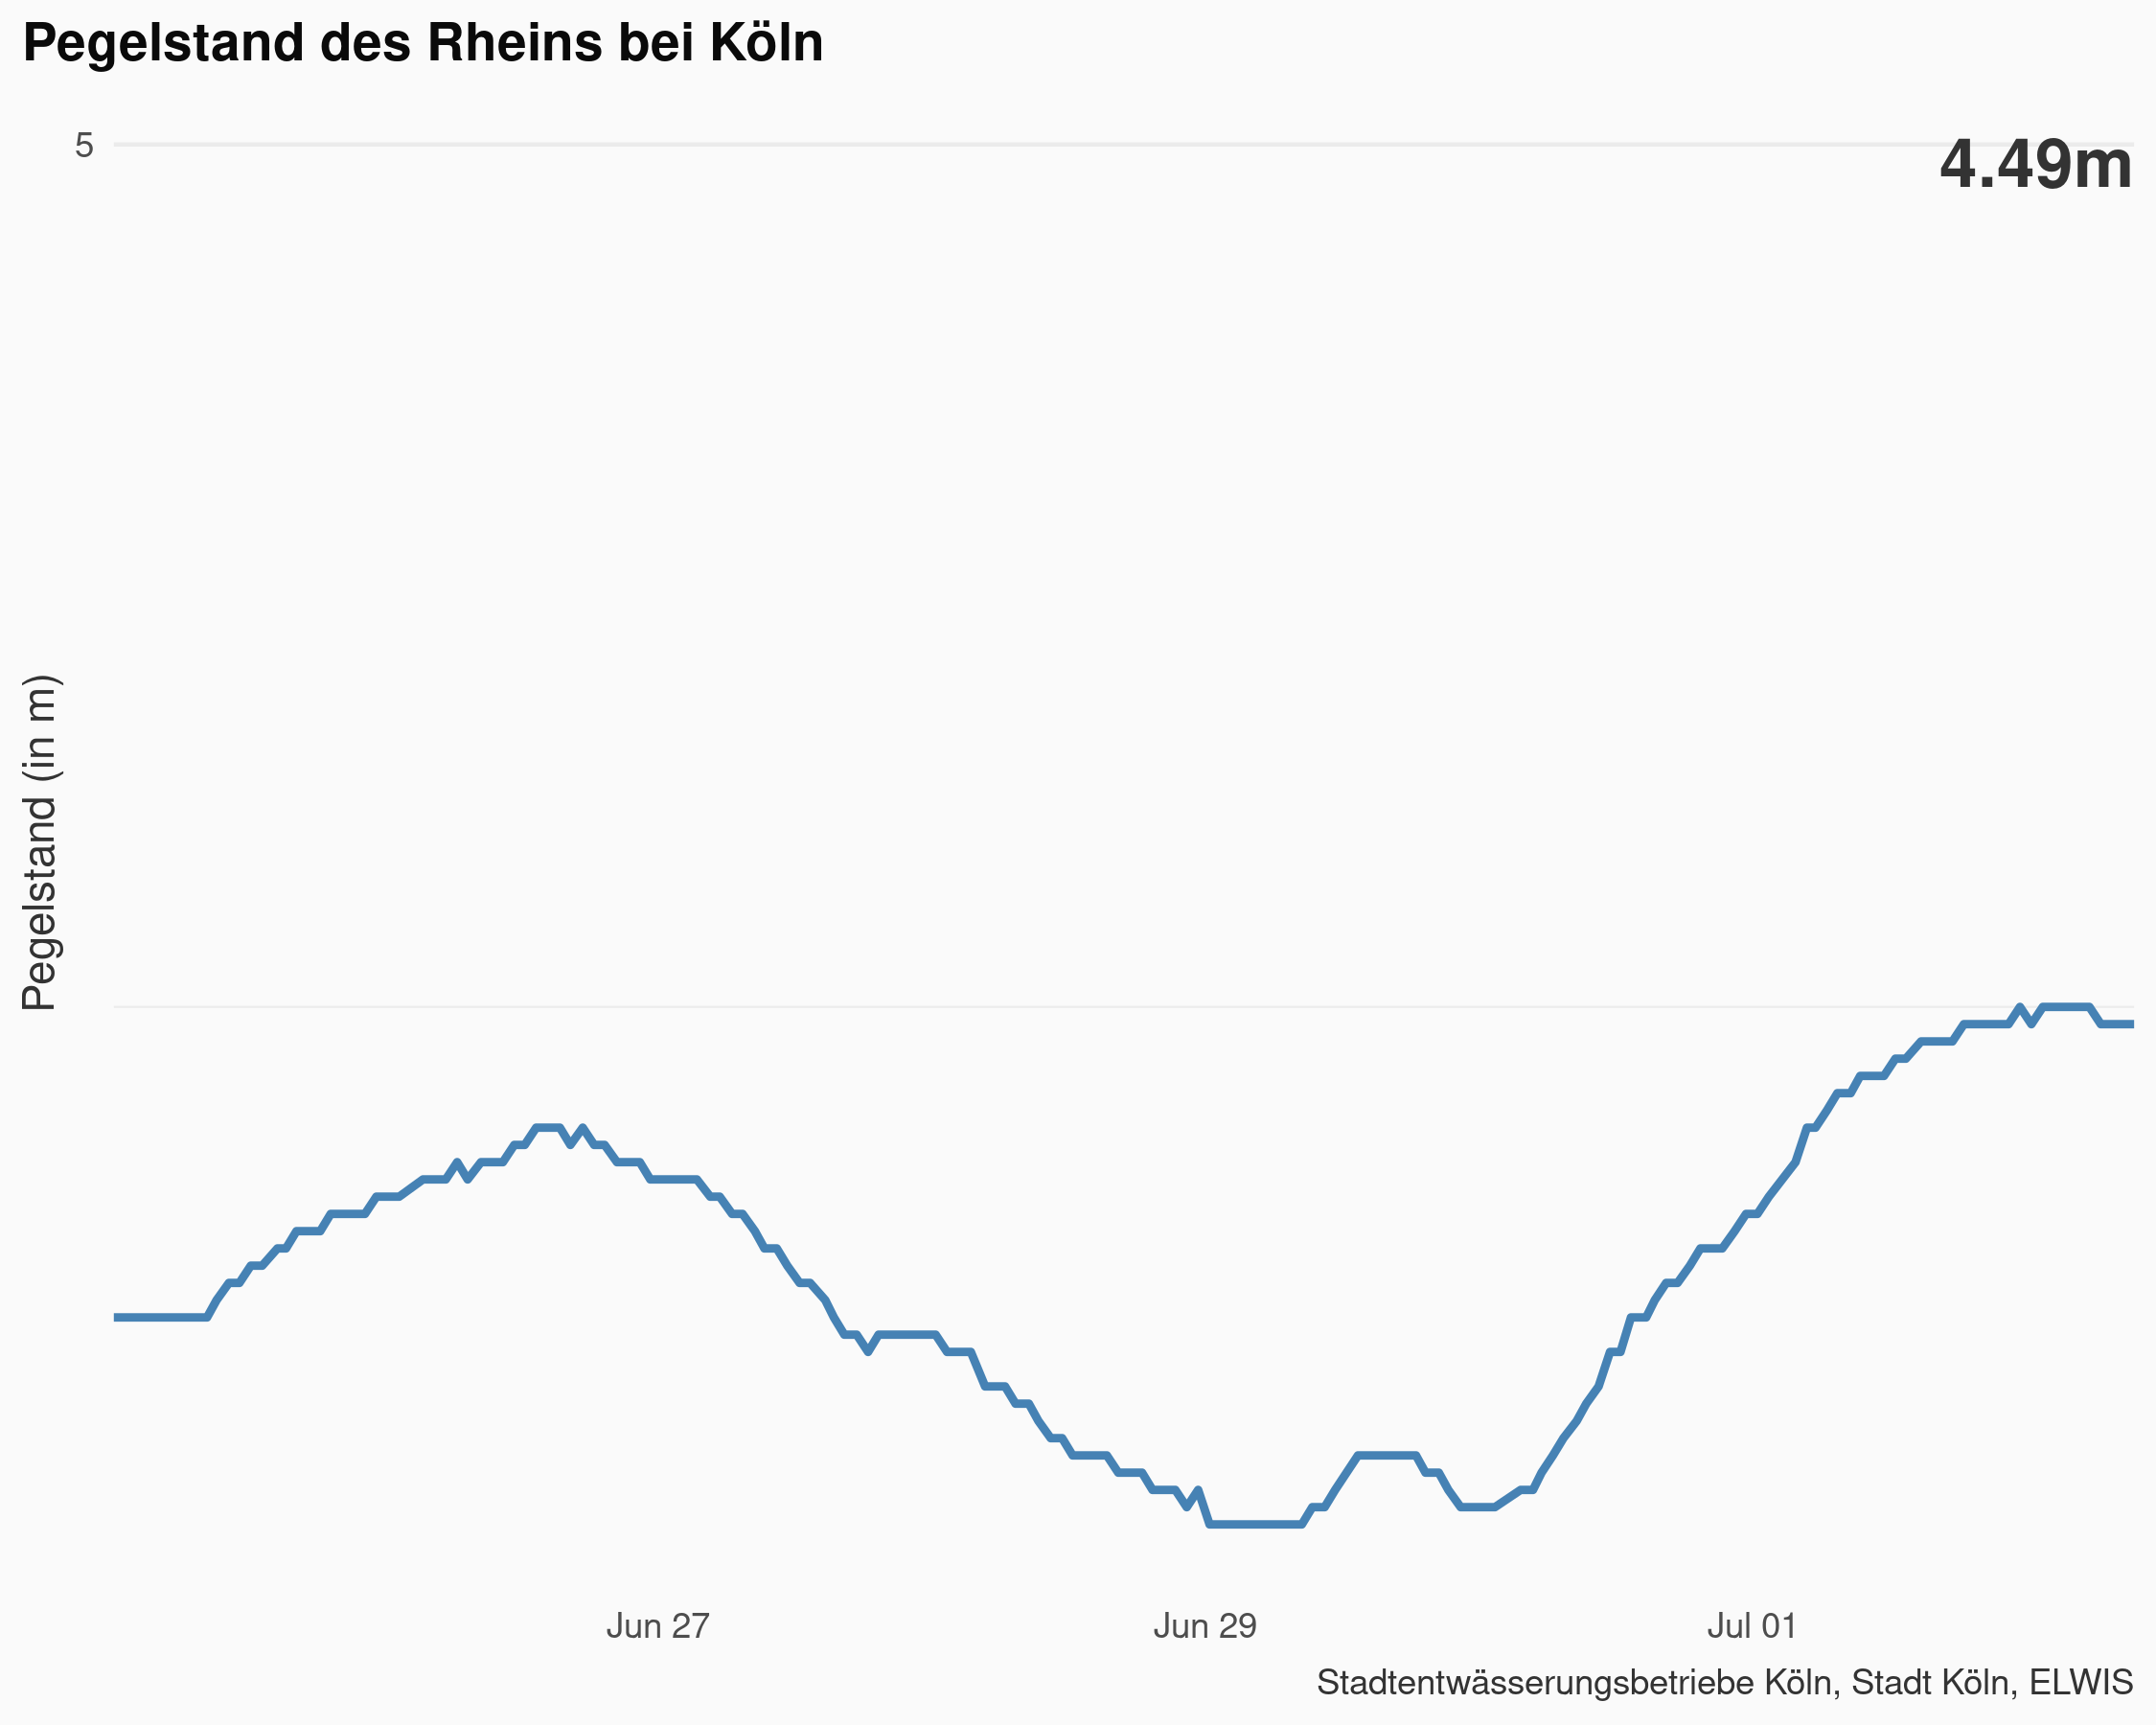 Pegelstand des Rheins bei Köln
5
4.49m
Pegelstand (in m)
Jun 27
Jun 29
Jul 01
Stadtentwässerungsbetriebe Köln, Stadt Köln, ELWIS